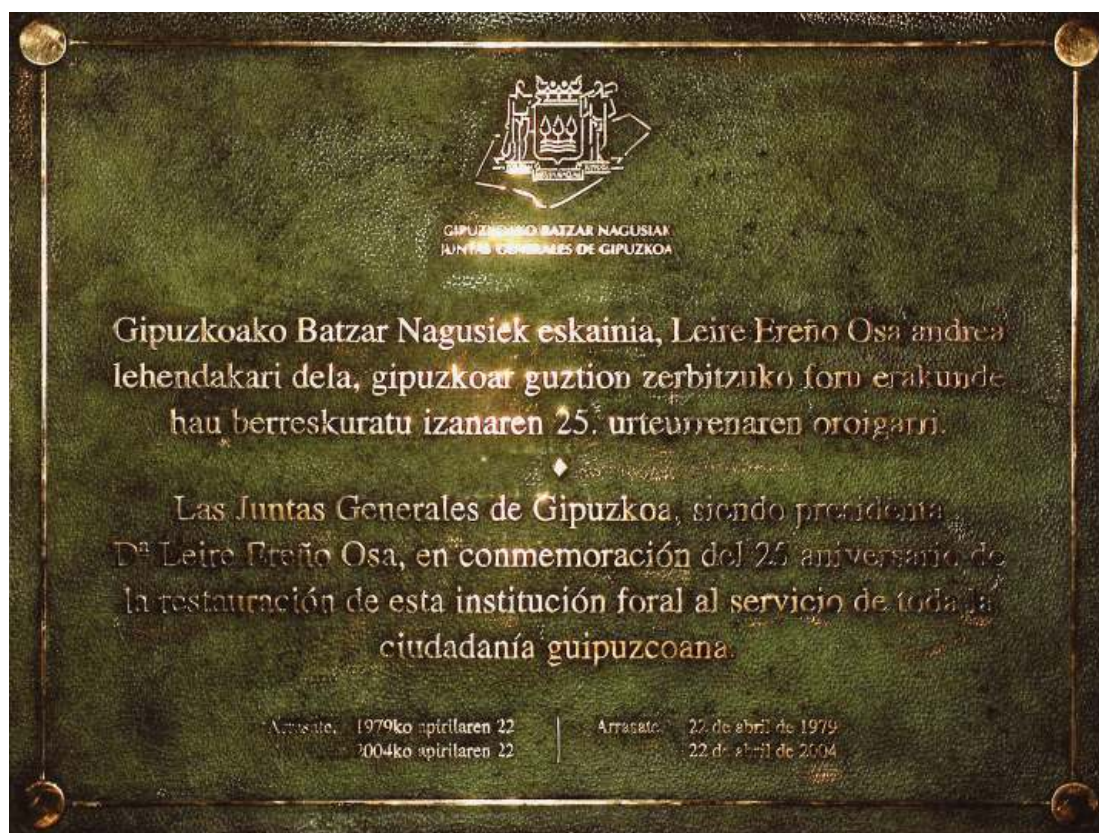 GIPUZKOAKO BATZAR NAGUSIAK
JUNTAS GENERALES DE GIPUZKOA
Gipuzkoako Batzar Nagusiek eskainia, Leire Ereño Osa andrea
lehendakari dela, gipuzkoar guztion zerbitzuko foru erakunde
hau berreskuratu izanaren 25. urteurrenaren oroigarri.
Las Juntas Generales de Gipuzkoa, siendo presidenta
Dª Leire Ereño Osa, en conmemoración del 25 aniversario de
la restauración de esta institución foral al servicio de toda la
ciudadanía guipuzcoana.
Arrasate, 1979ko apirilaren 22
2004ko apirilaren 22
Arrasate, 22 de abril de 1979
22 de abril de 2004